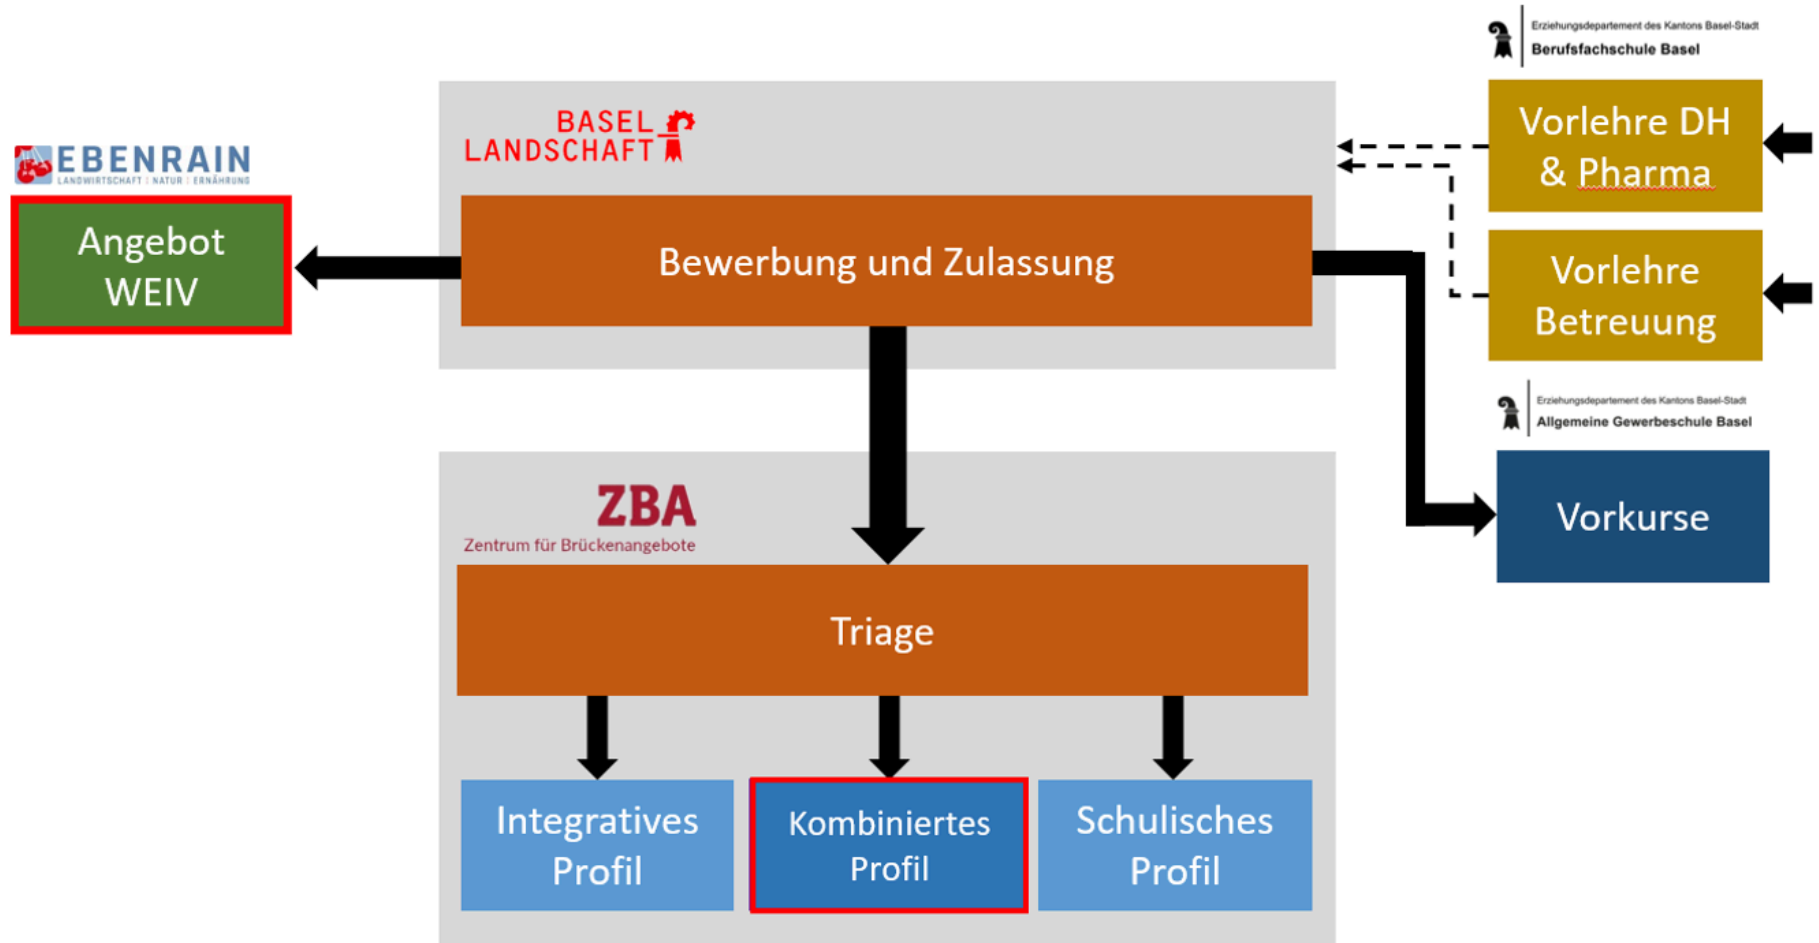 Erziehungsdepartement des Kantons Basel-Stadt
Berufsfachschule Basel
Vorlehre DH
& Pharma
BASEL
LANDSCHAFT
EBENRAIN
LANDWIRTSCHAFT | NATUR | ERNÄHRUNG
Angebot
WEIV
Bewerbung und Zulassung
Vorlehre
Betreuung
Erziehungsdepartement des Kantons Basel-Stadt
Allgemeine Gewerbeschule Basel
Vorkurse
ZBA
Zentrum für Brückenangebote
Triage
Integratives
Profil
Kombiniertes
Profil
Schulisches
Profil